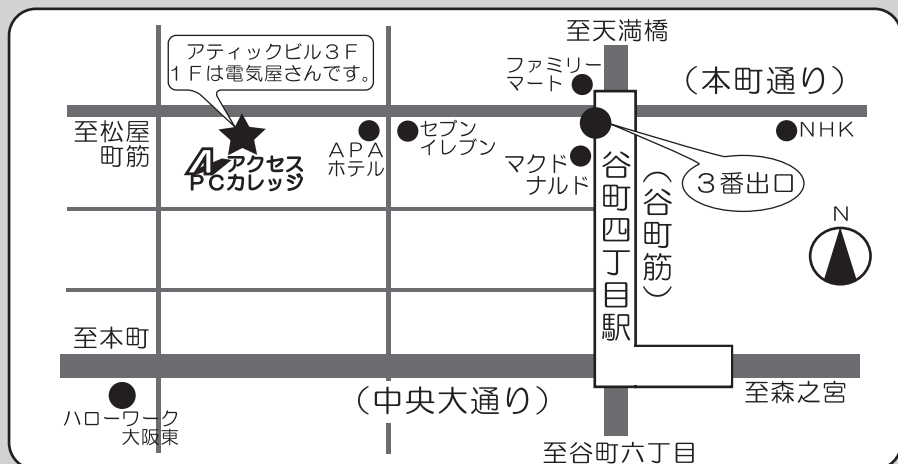 至天満橋
アティックビル３Ｆ
１Ｆは電気屋さんです。
ファミリー
マート
（本町通り）
至松屋
町筋
アクセス
ＰＣカレッジ
ＡＰＡ
ホテル
セブン
イレブン
マクド
ナルド
ＮＨＫ
３番出口
谷町四丁目駅
（谷町筋）
N
至本町
ハローワーク
大阪東
（中央大通り）
至森之宮
至谷町六丁目